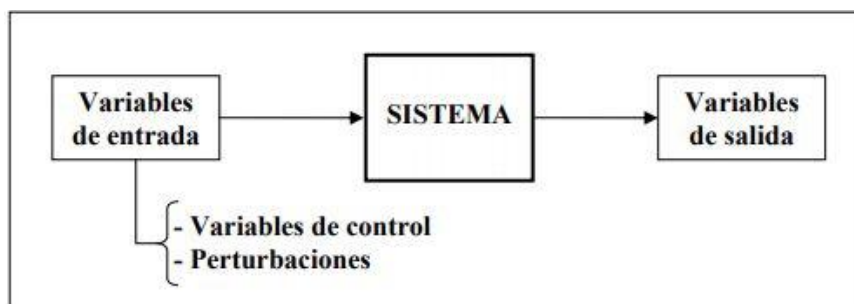 Variables
de entrada
SISTEMA
Variables
de salida
- Variables de control
- Perturbaciones